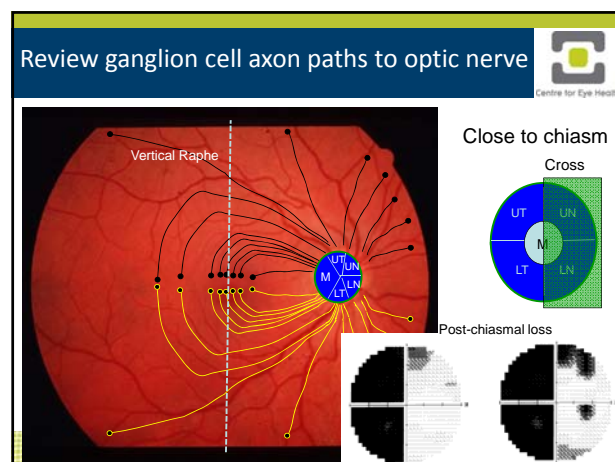 Review ganglion cell axon paths to optic nerve
Centre for Eye Health
Vertical Raphe
Close to chiasm
Cross
UT
UN
M
LT
LN
UT
UN
M
LN
LT
Post-chiasmal loss